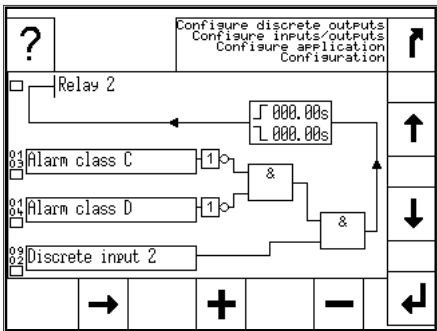 ?
Configure discrete outputs
Configure inputs/outputs
Configure application
Configuration
Relay 2
000.00s
000.00s
01
03
Alarm class C
1
&
01
04
Alarm class D
1
&
09
02
Discrete input 2
+
-